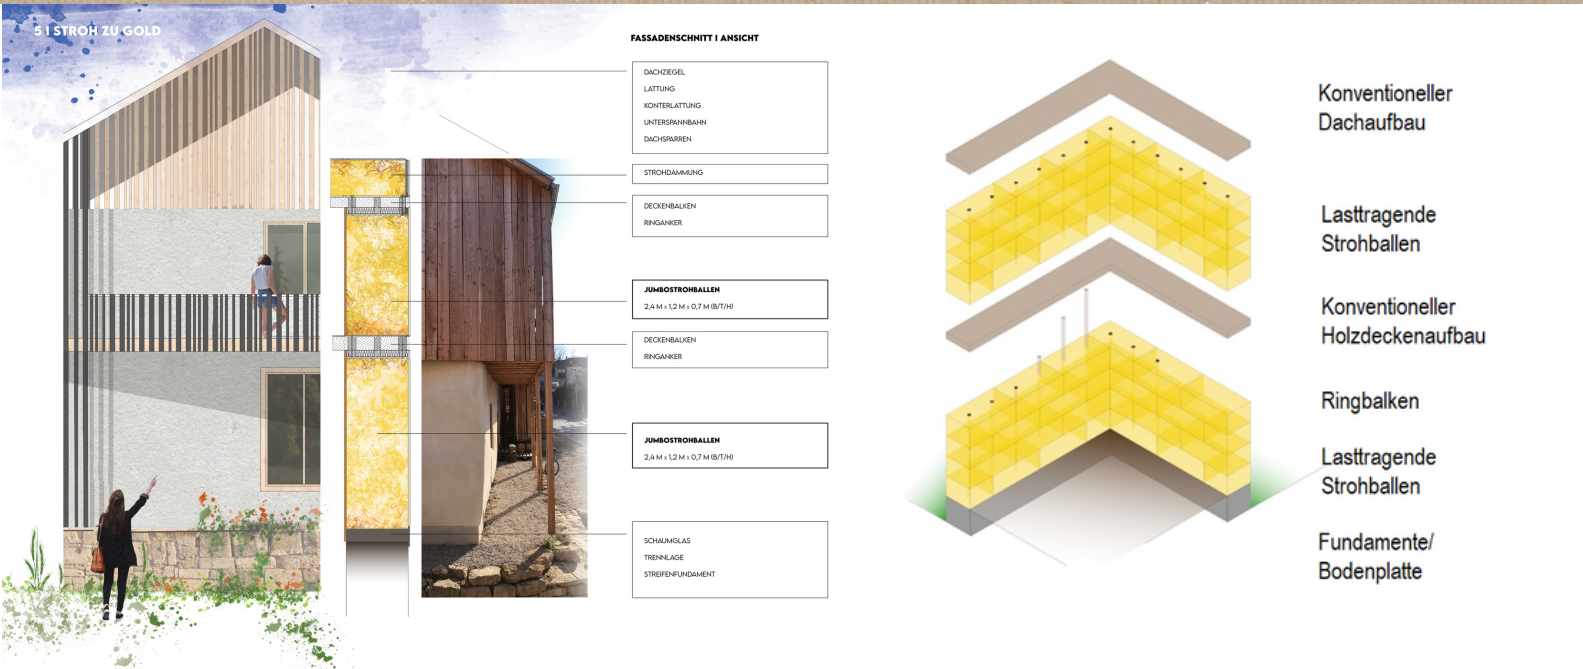 5 I STROH ZU GOLD
FASSADENSCHNITT I ANSICHT
DACHZIEGEL
LATTUNG
KONTERLATTUNG
UNTERSPANNBAHN
DACHSPARREN
STROHDÄMMUNG
DECKENBALKEN
RINGANKER
JUMBOSTROHBALLEN
2,4 M x 1,2 M x 0,7 M (B/T/H)
DECKENBALKEN
RINGANKER
JUMBOSTROHBALLEN
2,4 M x 1,2 M x 0,7 M (B/T/H)
SCHAUMGLAS
TRENNLAGE
STREIFENFUNDAMENT
Konventioneller
Dachaufbau
Lasttragende
Strohballen
Konventioneller
Holzdeckenaufbau
Ringbalken
Lasttragende
Strohballen
Fundamente/
Bodenplatte